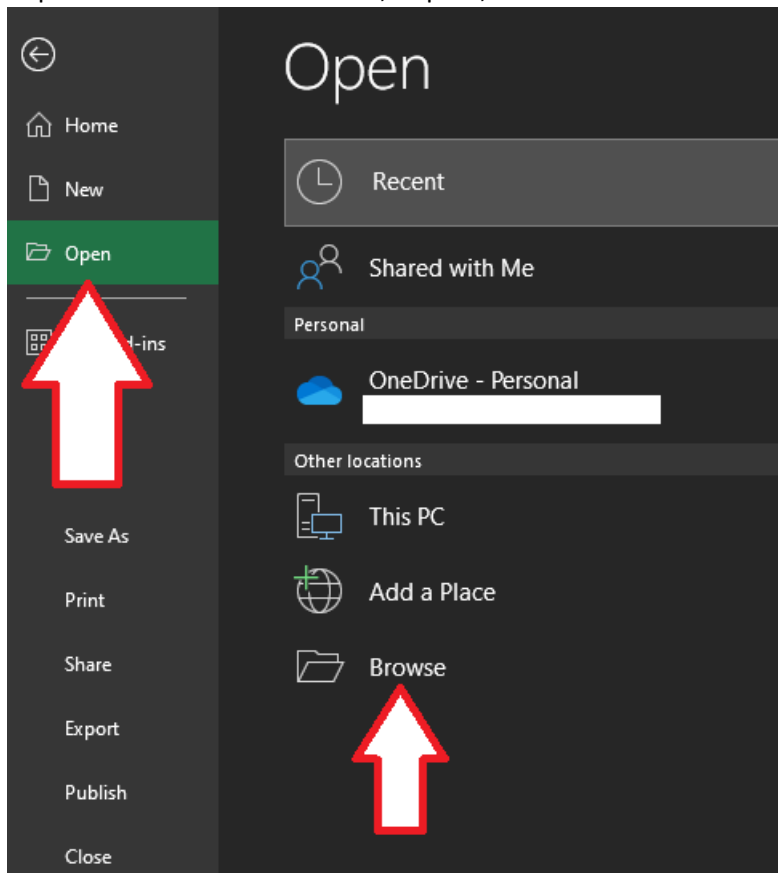 Open
Home
New
Open
Save As
Print
Share
Export
Publish
Close
Recent
Shared with Me
Personal
OneDrive - Personal
Other locations
This PC
Add a Place
Browse